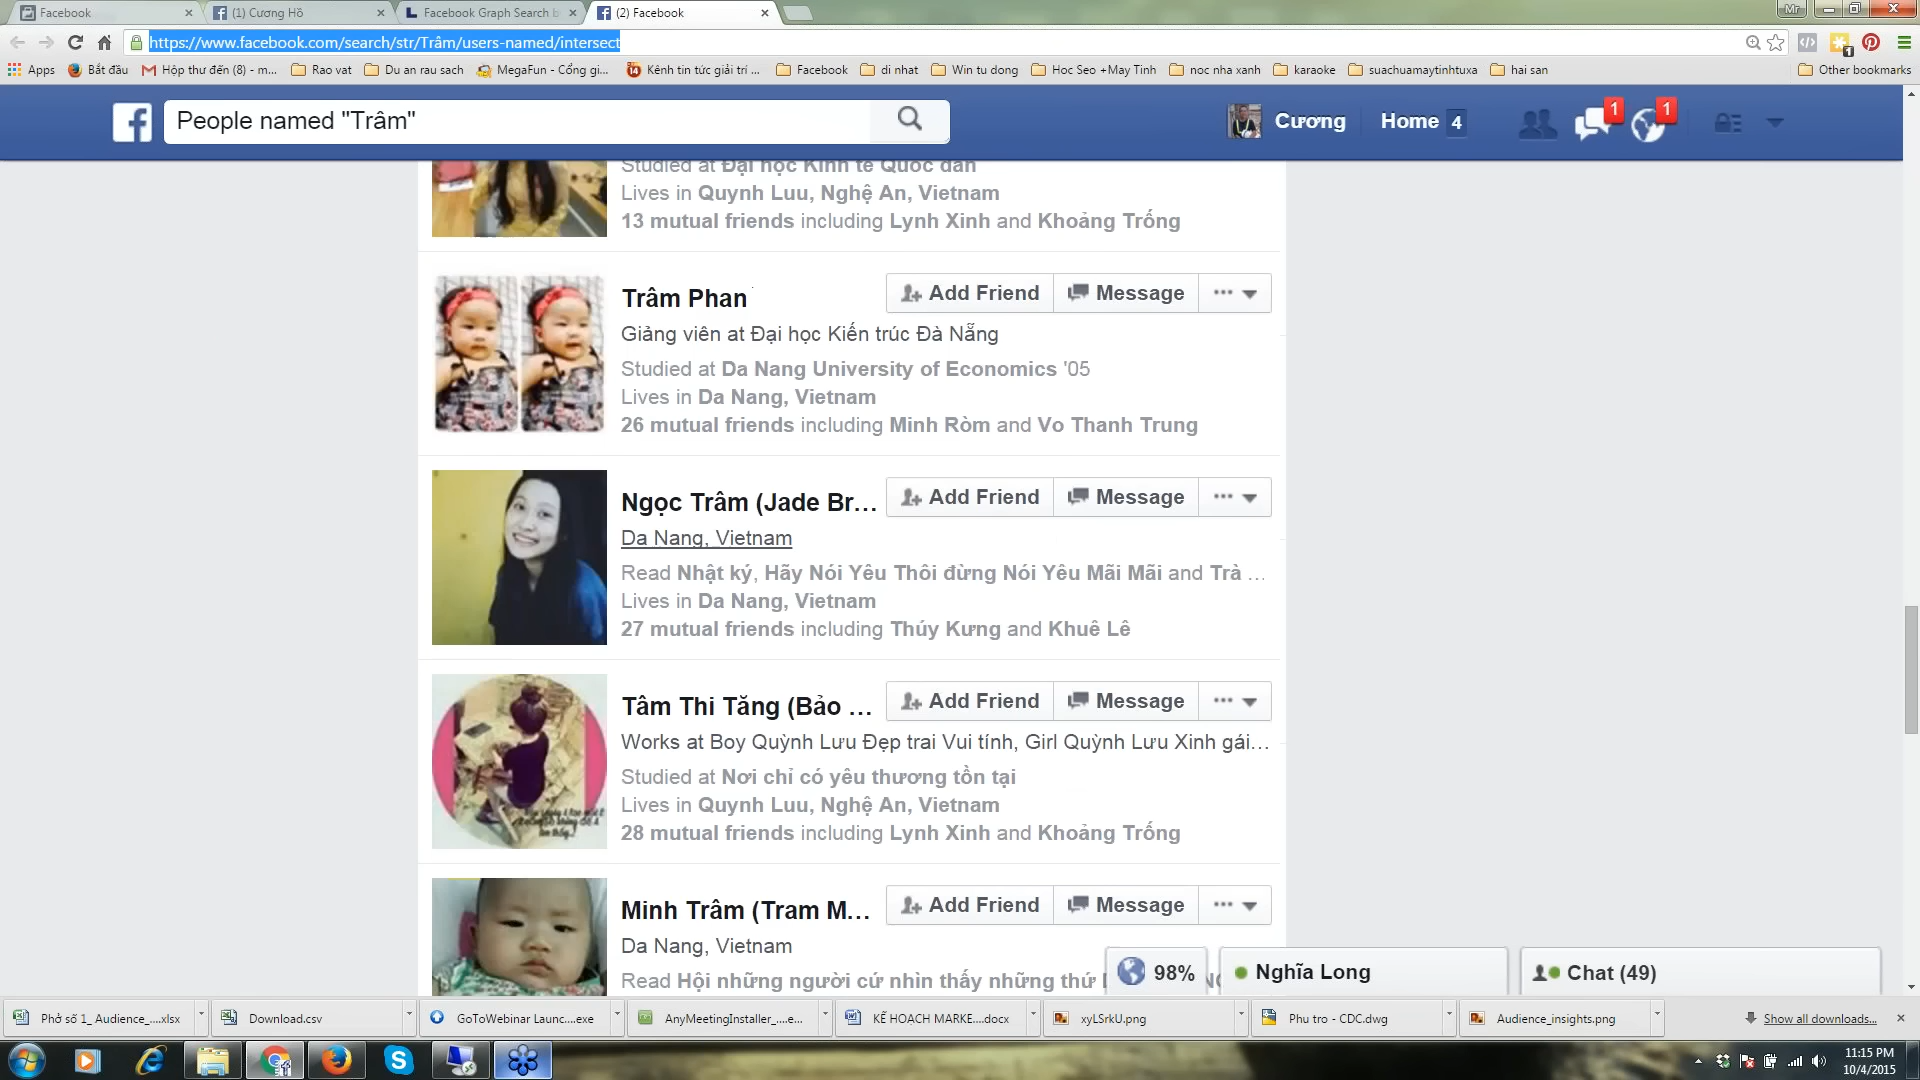 Facebook
(1) Cương Hồ
Facebook Graph Search b
(2) Facebook
Mr
https://www.facebook.com/search/str/Trâm/users-named/intersect
1
Apps
Bắt đầu
Hộp thư đến (8) - m...
Rao vat
Du an rau sach
MegaFun - Cổng gi...
Kênh tin tức giải trí ...
Facebook
di nhat
Win tu dong
Hoc Seo +May Tinh
noc nha xanh
karaoke
suachuamaytinhtuxa
hai san
Other bookmarks
People named "Trâm"
Cương
Home 4
1
1
Studied at Đại học Kinh tế Quốc dân
Lives in Quynh Luu, Nghệ An, Vietnam
13 mutual friends including Lynh Xinh and Khoảng Trống
Trâm Phan
Add Friend
Message
Giảng viên at Đại học Kiến trúc Đà Nẵng
Studied at Da Nang University of Economics '05
Lives in Da Nang, Vietnam
26 mutual friends including Minh Ròm and Vo Thanh Trung
Ngọc Trâm (Jade Br...
Add Friend
Message
Da Nang, Vietnam
Read Nhật ký, Hãy Nói Yêu Thôi đừng Nói Yêu Mãi Mãi and Trà ...
Lives in Da Nang, Vietnam
27 mutual friends including Thúy Kưng and Khuê Lê
Tâm Thi Tăng (Bảo ...
Add Friend
Message
Works at Boy Quỳnh Lưu Đẹp trai Vui tính, Girl Quỳnh Lưu Xinh gái...
Studied at Nơi chỉ có yêu thương tồn tại
Lives in Quynh Luu, Nghệ An, Vietnam
28 mutual friends including Lynh Xinh and Khoảng Trống
Minh Trâm (Tram M...
Add Friend
Message
Da Nang, Vietnam
Read Hội những người cứ nhìn thấy những thứ
98%
Nghĩa Long
Chat (49)
Phở số 1_ Audience_....xlsx
Download.csv
GoToWebinar Launc....exe
AnyMeetingInstaller_....e...
KẾ HOẠCH MARKE....docx
xyLSrkU.png
Phu tro - CDC.dwg
Audience_insights.png
Show all downloads...
11:15 PM
10/4/2015